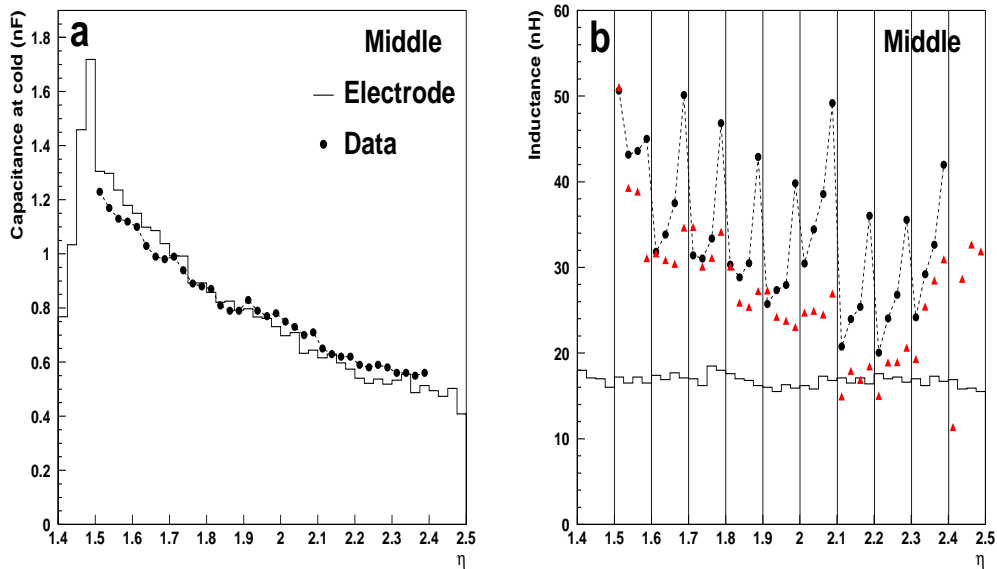 Capacitance at cold (nF)
a
Middle
Electrode
Data
1.8
1.6
1.4
1.2
1
0.8
0.6
0.4
0.2
0
1.4 1.5 1.6 1.7 1.8 1.9 2 2.1 2.2 2.3 2.4 2.5
η
Inductance (nH)
b
Middle
60
50
40
30
20
10
0
1.4 1.5 1.6 1.7 1.8 1.9 2 2.1 2.2 2.3 2.4 2.5
η